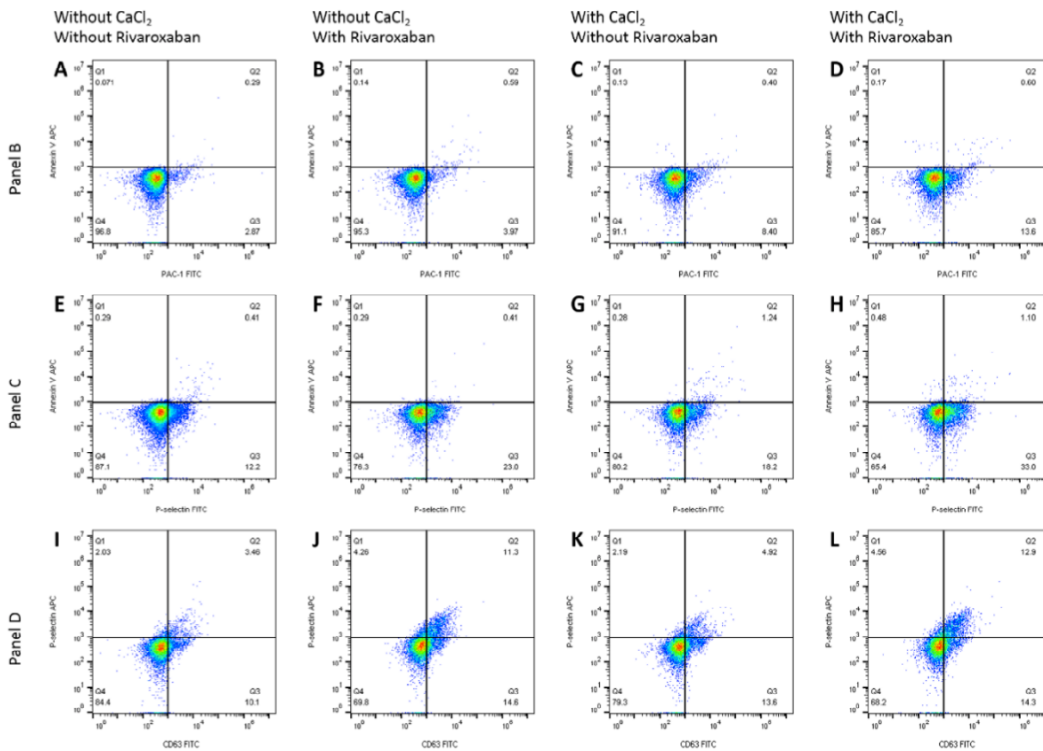 Without CaCl₂
Without Rivaroxaban
Without CaCl₂
With Rivaroxaban
With CaCl₂
Without Rivaroxaban
With CaCl₂
With Rivaroxaban
Panel B
A
Q1
0.071
Q2
0.29
Q4
96.8
Q3
2.87
Annexin V APC
PAC-1 FITC
B
Q1
0.14
Q2
0.59
Q4
95.3
Q3
3.97
Annexin V APC
PAC-1 FITC
C
Q1
0.13
Q2
0.40
Q4
91.1
Q3
8.40
Annexin V APC
PAC-1 FITC
D
Q1
0.17
Q2
0.60
Q4
85.7
Q3
13.6
Annexin V APC
PAC-1 FITC
Panel C
E
Q1
0.29
Q2
0.41
Q4
87.1
Q3
12.2
Annexin V APC
P-selectin FITC
F
Q1
0.29
Q2
0.41
Q4
76.3
Q3
23.0
Annexin V APC
P-selectin FITC
G
Q1
0.28
Q2
1.24
Q4
80.2
Q3
18.2
Annexin V APC
P-selectin FITC
H
Q1
0.48
Q2
1.10
Q4
65.4
Q3
33.0
Annexin V APC
P-selectin FITC
Panel D
I
Q1
2.03
Q2
3.46
Q4
84.4
Q3
10.1
P-selectin APC
CD63 FITC
J
Q1
4.26
Q2
11.3
Q4
69.8
Q3
14.6
P-selectin APC
CD63 FITC
K
Q1
2.19
Q2
4.92
Q4
79.3
Q3
13.6
P-selectin APC
CD63 FITC
L
Q1
4.56
Q2
12.9
Q4
68.2
Q3
14.3
P-selectin APC
CD63 FITC